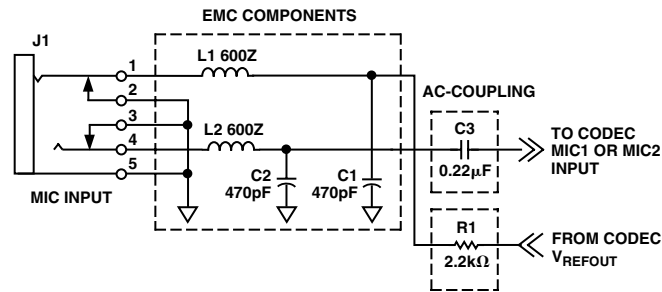 EMC COMPONENTS
J1
1
2
3
4
5
MIC INPUT
L1 600Z
L2 600Z
C2
470pF
C1
470pF
AC-COUPLING
C3
0.22μF
TO CODEC
MIC1 OR MIC2
INPUT
R1
2.2kΩ
FROM CODEC
VREFOUT